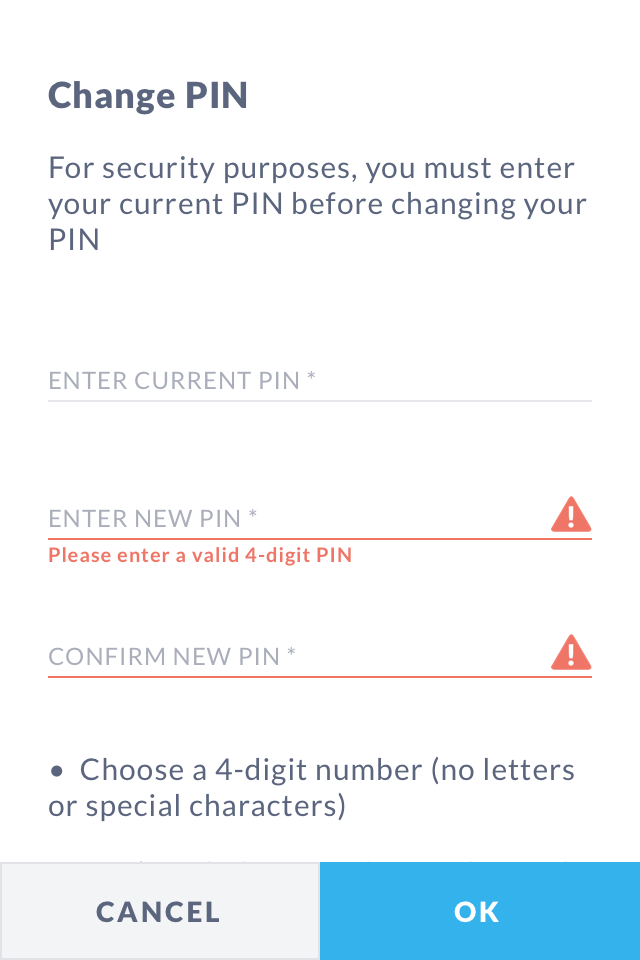 Change PIN
For security purposes, you must enter
your current PIN before changing your
PIN
ENTER CURRENT PIN *
ENTER NEW PIN *
Please enter a valid 4-digit PIN
CONFIRM NEW PIN *
• Choose a 4-digit number (no letters
or special characters)
CANCEL
OK